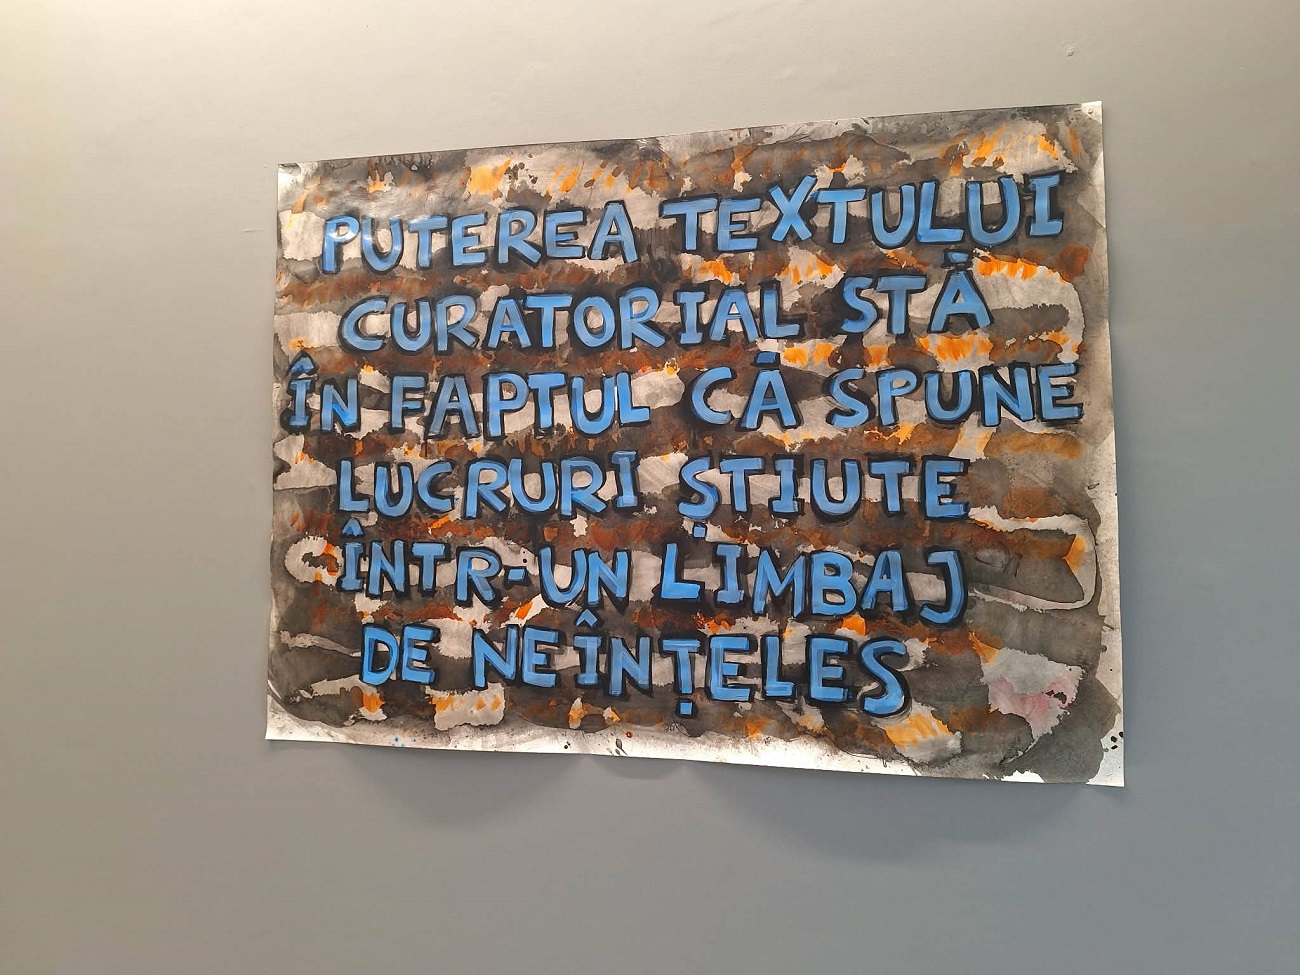 PUTEREA TEXTULUI
CURATORIAL STĂ
ÎN FAPTUL CĂ SPUNE
LUCRURI ȘTIUTE
ÎNTR-UN LIMBAJ
DE NEÎNȚELES